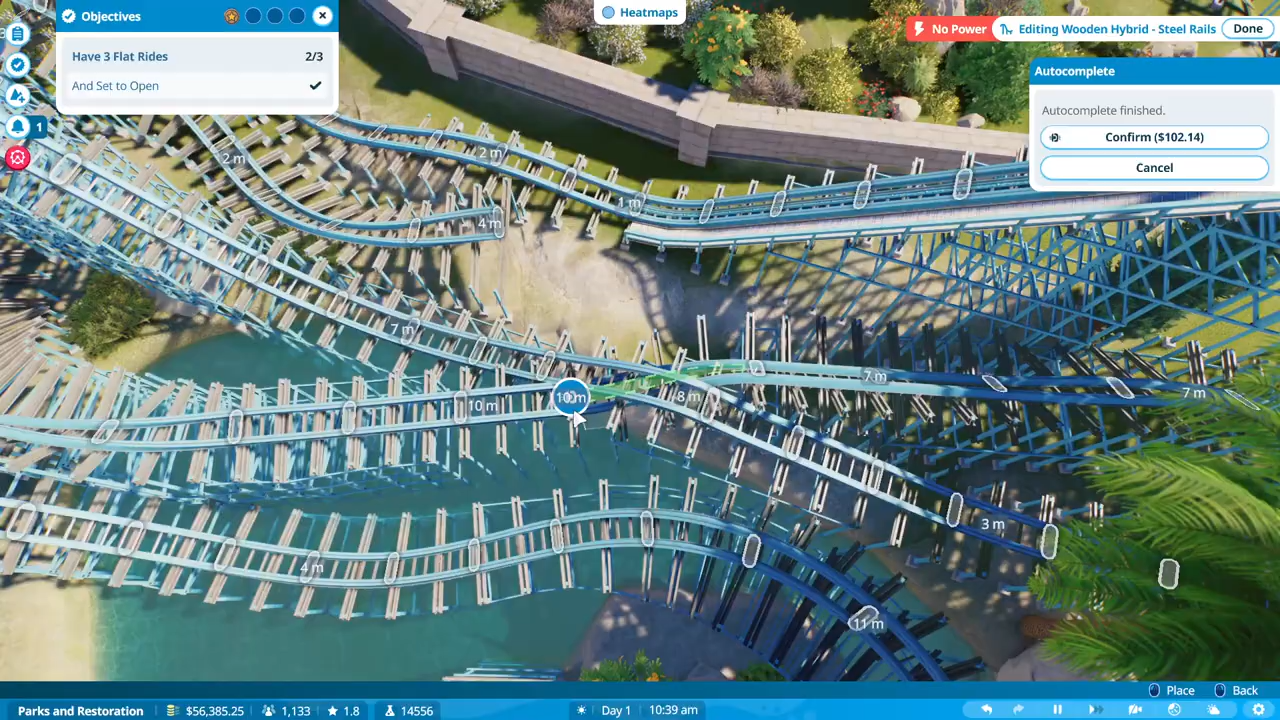 Objectives
Have 3 Flat Rides 2/3
And Set to Open
1
Heatmaps
No Power
Editing Wooden Hybrid - Steel Rails
Done
Autocomplete
Autocomplete finished.
Confirm ($102.14)
Cancel
2 m
2 m
1 m
4 m
7 m
7 m
7 m
8 m
10 m
3 m
4 m
11 m
Place
Back
Parks and Restoration
$56,385.25
1,133
1.8
14556
Day 1
10:39 am